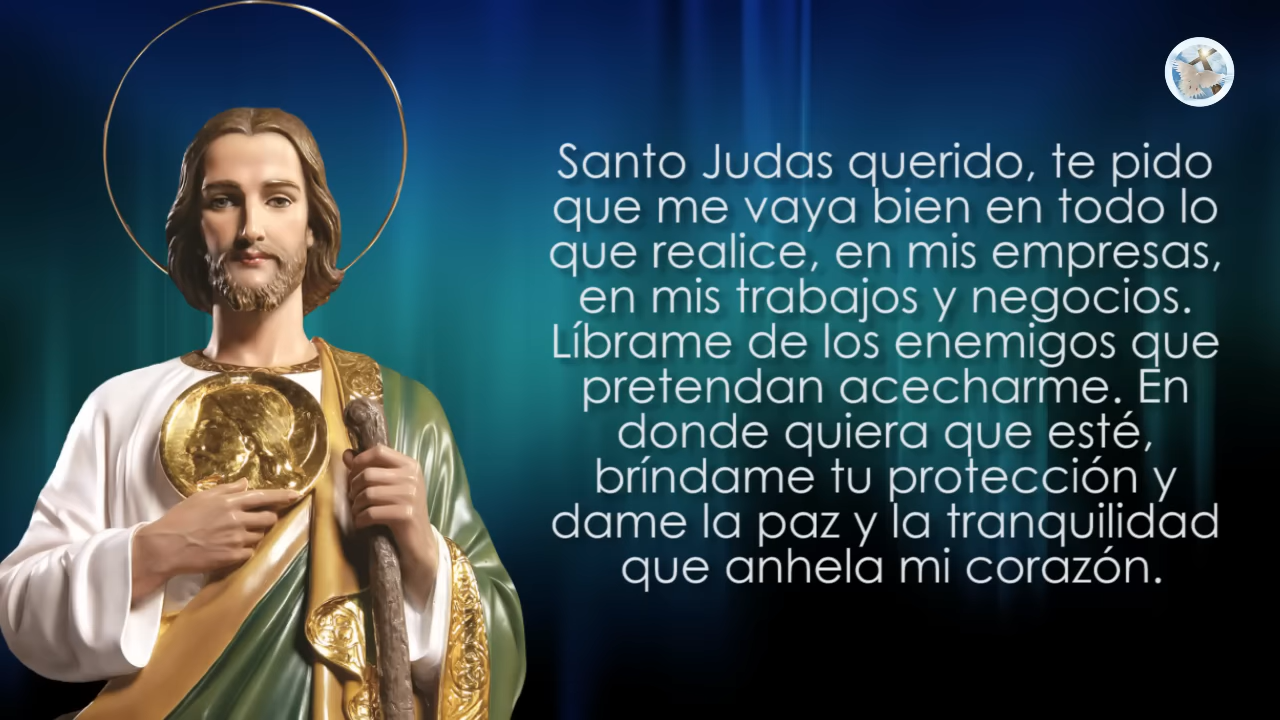 Santo Judas querido, te pido
que me vaya bien en todo lo
que realice, en mis empresas,
en mis trabajos y negocios.
Líbrame de los enemigos que
pretendan acecharme. En
donde quiera que esté,
bríndame tu protección y
dame la paz y la tranquilidad
que anhela mi corazón.